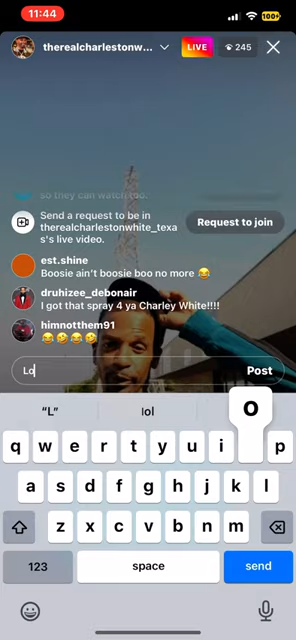 11:44
100+
therealcharlestonw...
LIVE
245
so they can watch too.
Send a request to be in
therealcharlestonwhite_texa
s's live video.
Request to join
est.shine
Boosie ain't boosie boo no more 😂
druhizee_debonair
I got that spray 4 ya Charley White!!!!
himnotthem91
😂🤣😂🤣
Lo
Post
"L"
lol
O
q w e r t y u i p
a s d f g h j k l
z x c v b n m
123
space
send